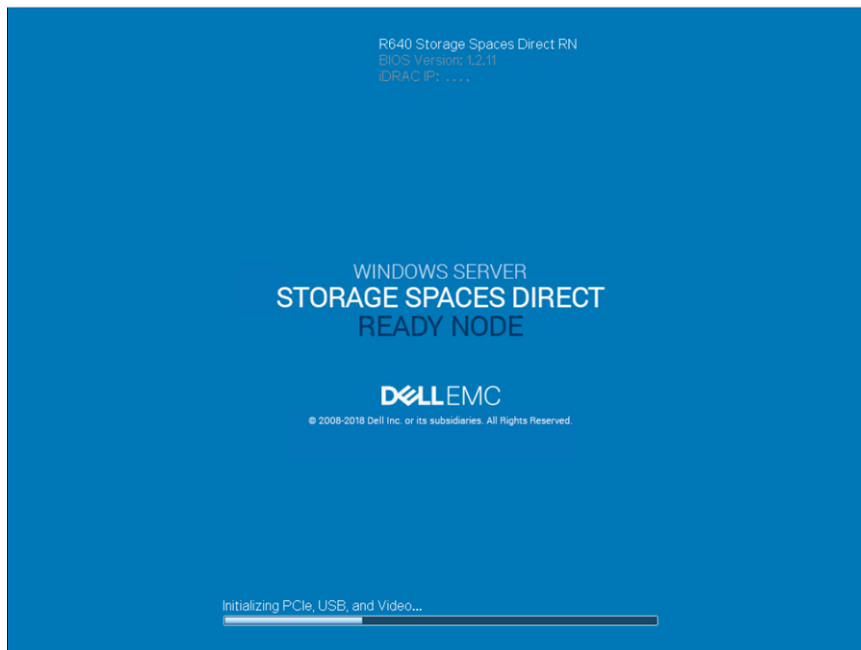 R640 Storage Spaces Direct RN
BIOS Version: 1.2.11
iDRAC IP: . . . .
WINDOWS SERVER
STORAGE SPACES DIRECT
READY NODE
DELLEMC
© 2008-2018 Dell Inc. or its subsidiaries. All Rights Reserved.
Initializing PCIe, USB, and Video...